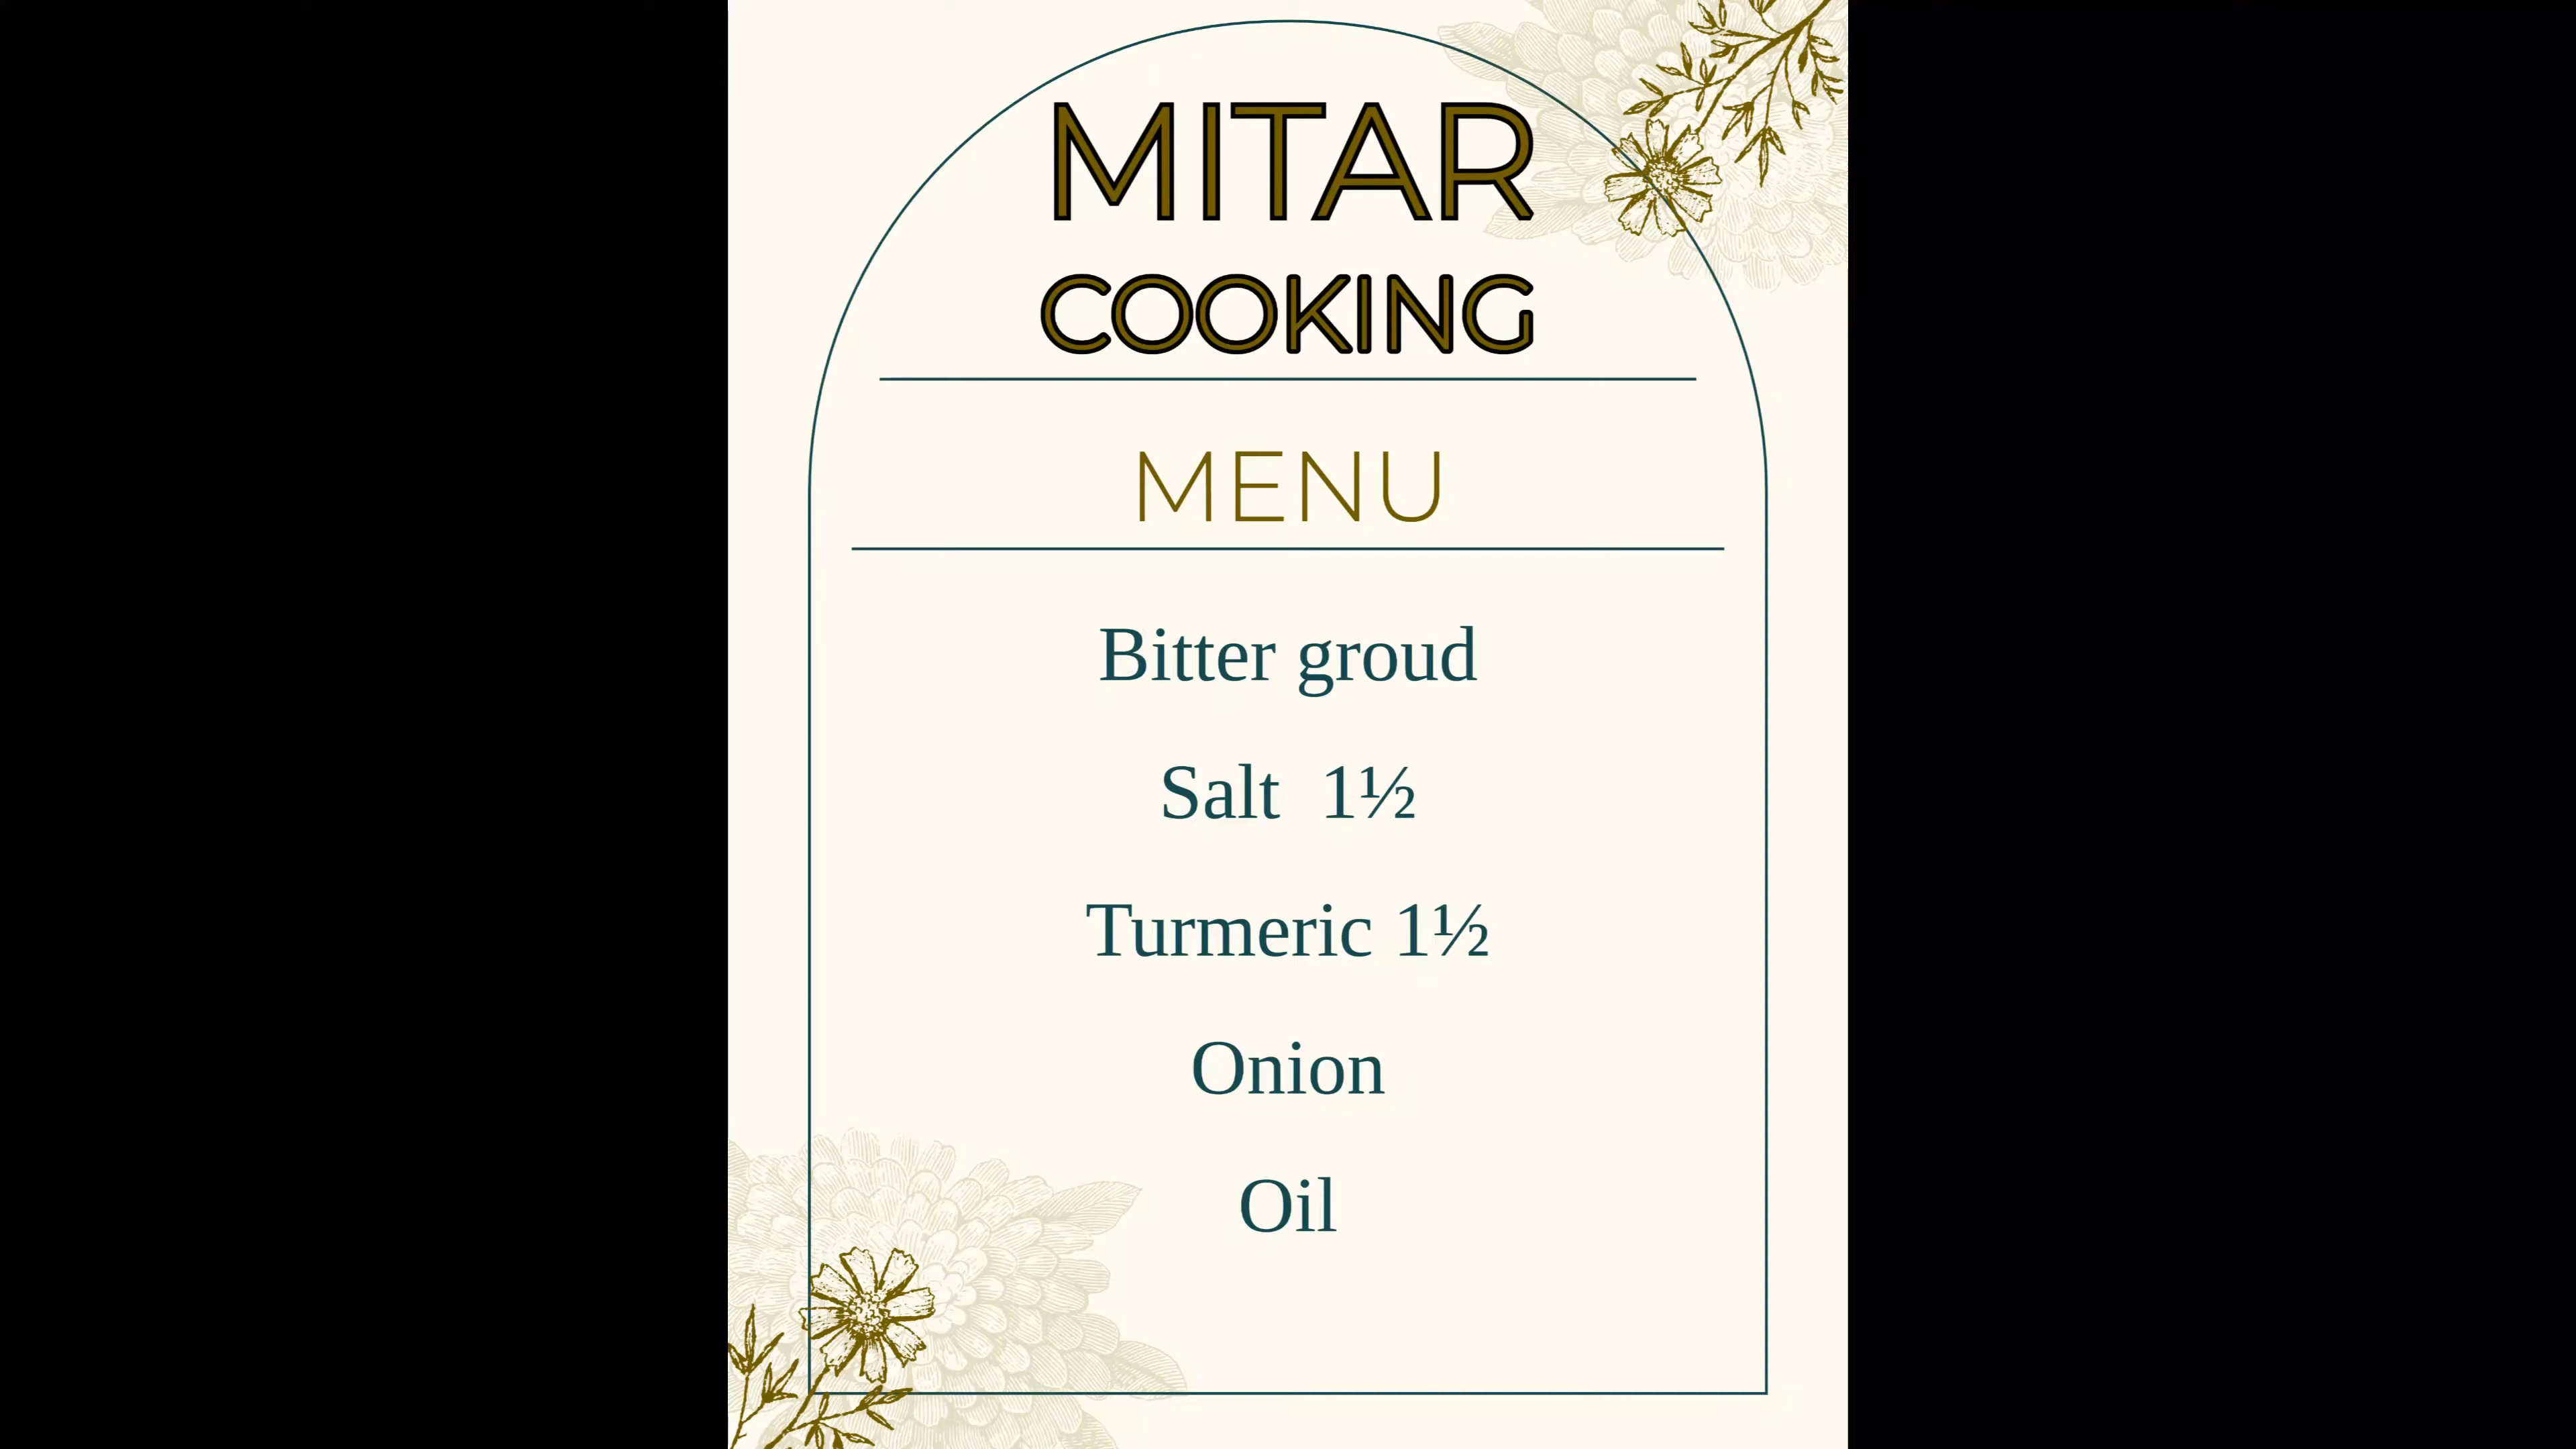 MITAR
COOKING
MENU
Bitter groud
Salt  1½
Turmeric 1½
Onion
Oil